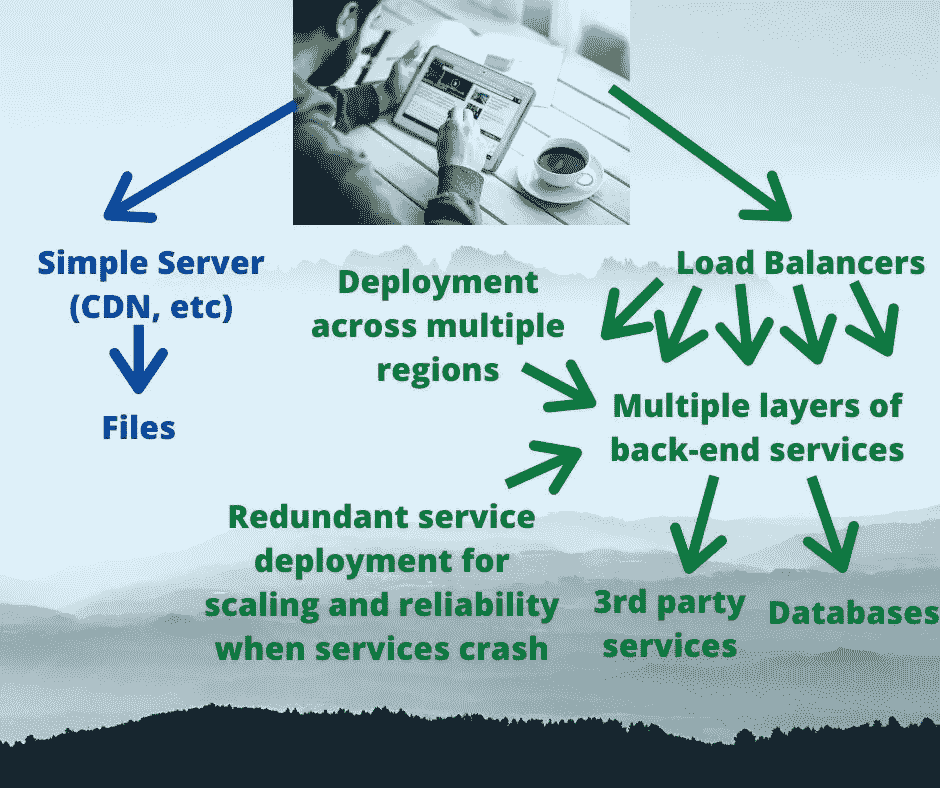 Simple Server
(CDN, etc)
Files
Deployment
across multiple
regions
Load Balancers
Multiple layers of
back-end services
Redundant service
deployment for
scaling and reliability
when services crash
3rd party
services
Databases